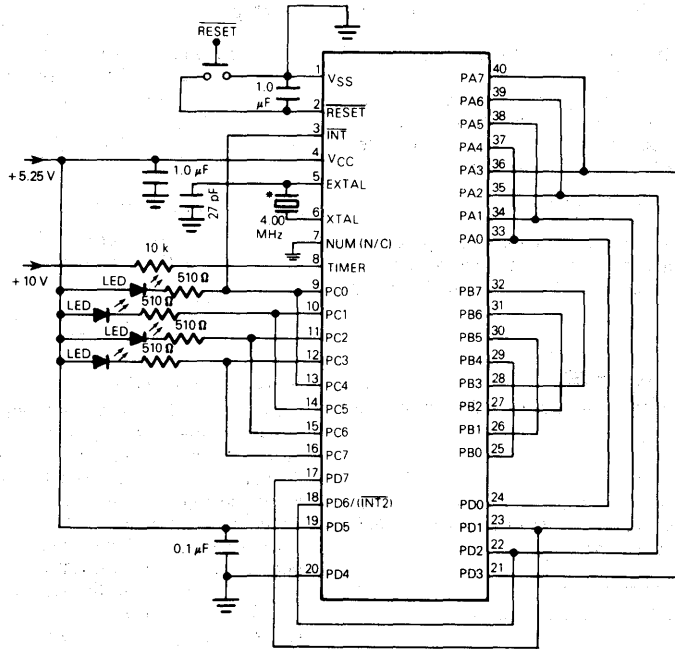 RESET
1 VSS
1.0 µF
2 RESET
3 INT
4 VCC
+5.25 V
1.0 µF
5 EXTAL
27 pF
*
4.00 MHz
6 XTAL
7 NUM (N/C)
10 k
8 TIMER
+10 V
LED 510 Ω 9 PC0
LED 510 Ω 10 PC1
LED 510 Ω 11 PC2
LED 510 Ω 12 PC3
13 PC4
14 PC5
15 PC6
16 PC7
17 PD7
18 PD6/(INT2)
19 PD5
0.1 µF
20 PD4
PA7 40
PA6 39
PA5 38
PA4 37
PA3 36
PA2 35
PA1 34
PA0 33
PB7 32
PB6 31
PB5 30
PB4 29
PB3 28
PB2 27
PB1 26
PB0 25
PD0 24
PD1 23
PD2 22
PD3 21